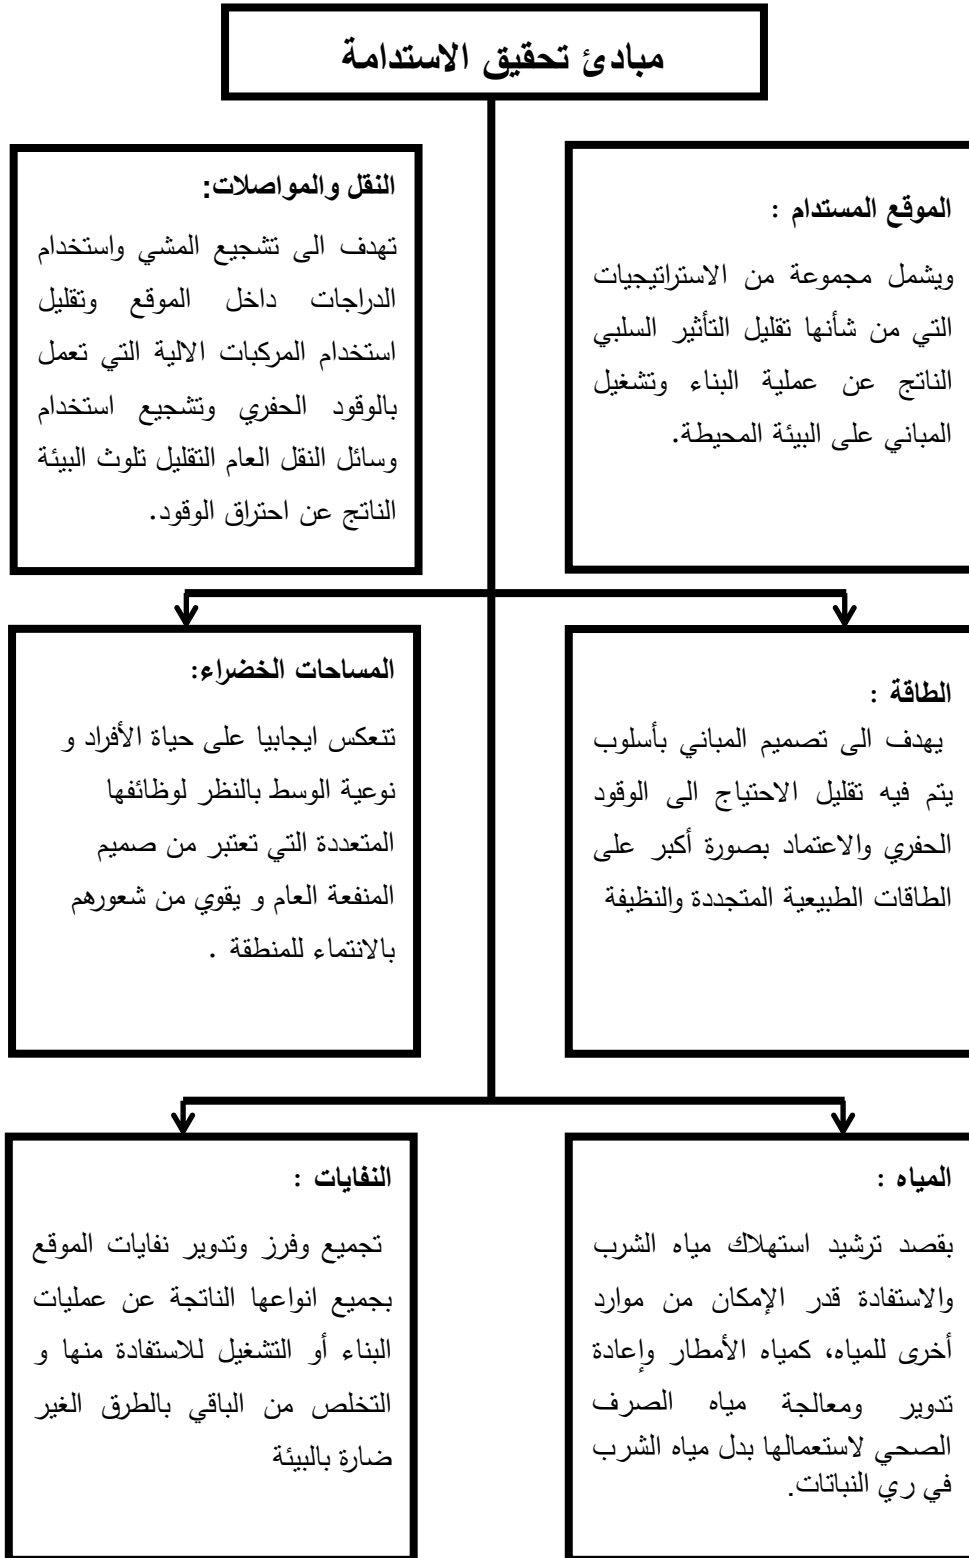 مبادئ تحقيق الاستدامة
الموقع المستدام :
ويشمل مجموعة من الاستراتيجيات
التي من شأنها تقليل التأثير السلبي
الناتج عن عملية البناء وتشغيل
المباني على البيئة المحيطة.
النقل والمواصلات:
تهدف الى تشجيع المشي واستخدام
الدراجات داخل الموقع وتقليل
استخدام المركبات الالية التي تعمل
بالوقود الحفري وتشجيع استخدام
وسائل النقل العام التقليل تلوث البيئة
الناتج عن احتراق الوقود.
الطاقة :
يهدف الى تصميم المباني بأسلوب
يتم فيه تقليل الاحتياج الى الوقود
الحفري والاعتماد بصورة أكبر على
الطاقات الطبيعية المتجددة والنظيفة
المساحات الخضراء:
تتعكس ايجابيا على حياة الأفراد و
نوعية الوسط بالنظر لوظائفها
المتعددة التي تعتبر من صميم
المنفعة العام و يقوي من شعورهم
بالانتماء للمنطقة .
المياه :
بقصد ترشيد استهلاك مياه الشرب
والاستفادة قدر الإمكان من موارد
أخرى للمياه، كمياه الأمطار وإعادة
تدوير ومعالجة مياه الصرف
الصحي لاستعمالها بدل مياه الشرب
في ري النباتات.
النفايات :
تجميع وفرز وتدوير نفايات الموقع
بجميع انواعها الناتجة عن عمليات
البناء أو التشغيل للاستفادة منها و
التخلص من الباقي بالطرق الغير
ضارة بالبيئة